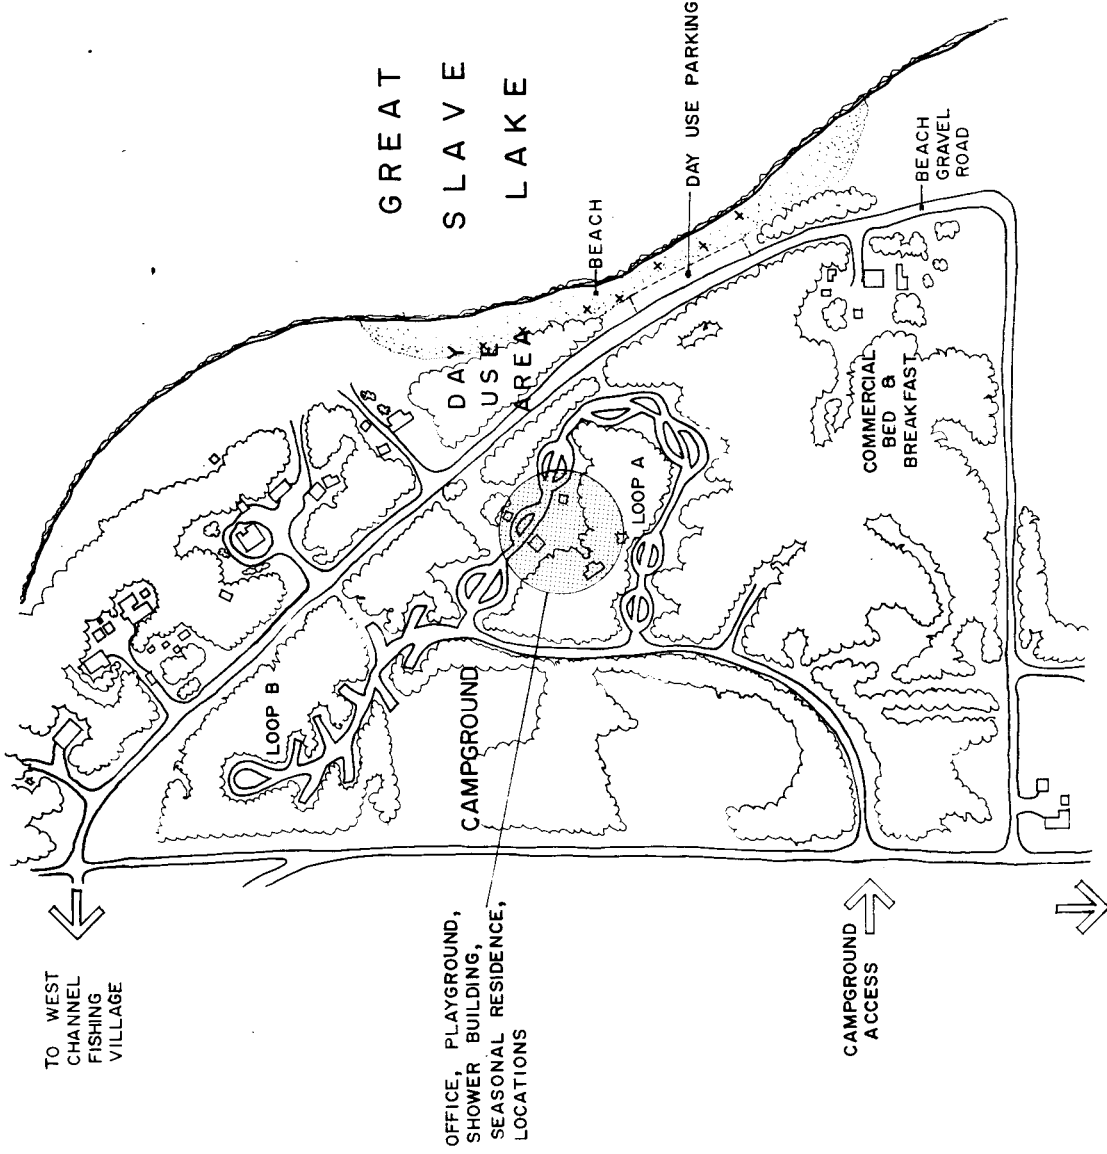 GREAT
SLAVE
LAKE
DAY USE PARKING
BEACH
BEACH
GRAVEL
ROAD
DAY
USE
AREA
COMMERCIAL
BED &
BREAKFAST
LOOP A
LOOP B
CAMPGROUND
TO WEST
CHANNEL
FISHING
VILLAGE
OFFICE, PLAYGROUND,
SHOWER BUILDING,
SEASONAL RESIDENCE,
LOCATIONS
CAMPGROUND
ACCESS